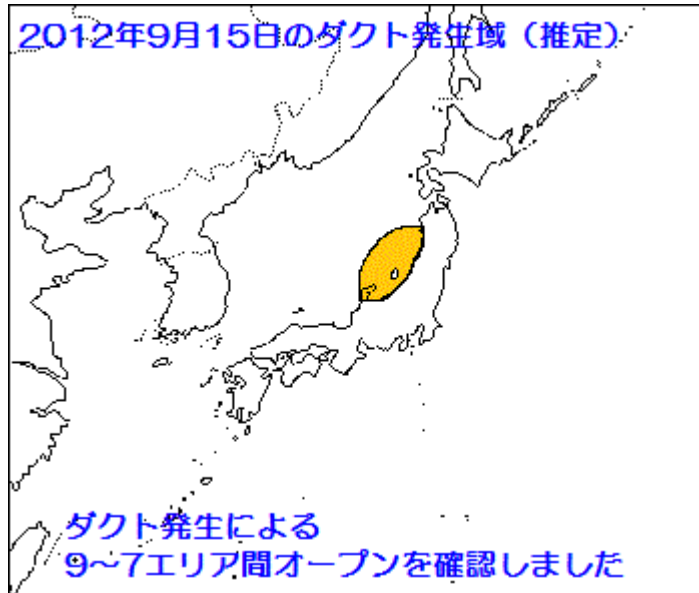 2012年9月15日のダクト発生域（推定）
ダクト発生による
9～7エリア間オープンを確認しました